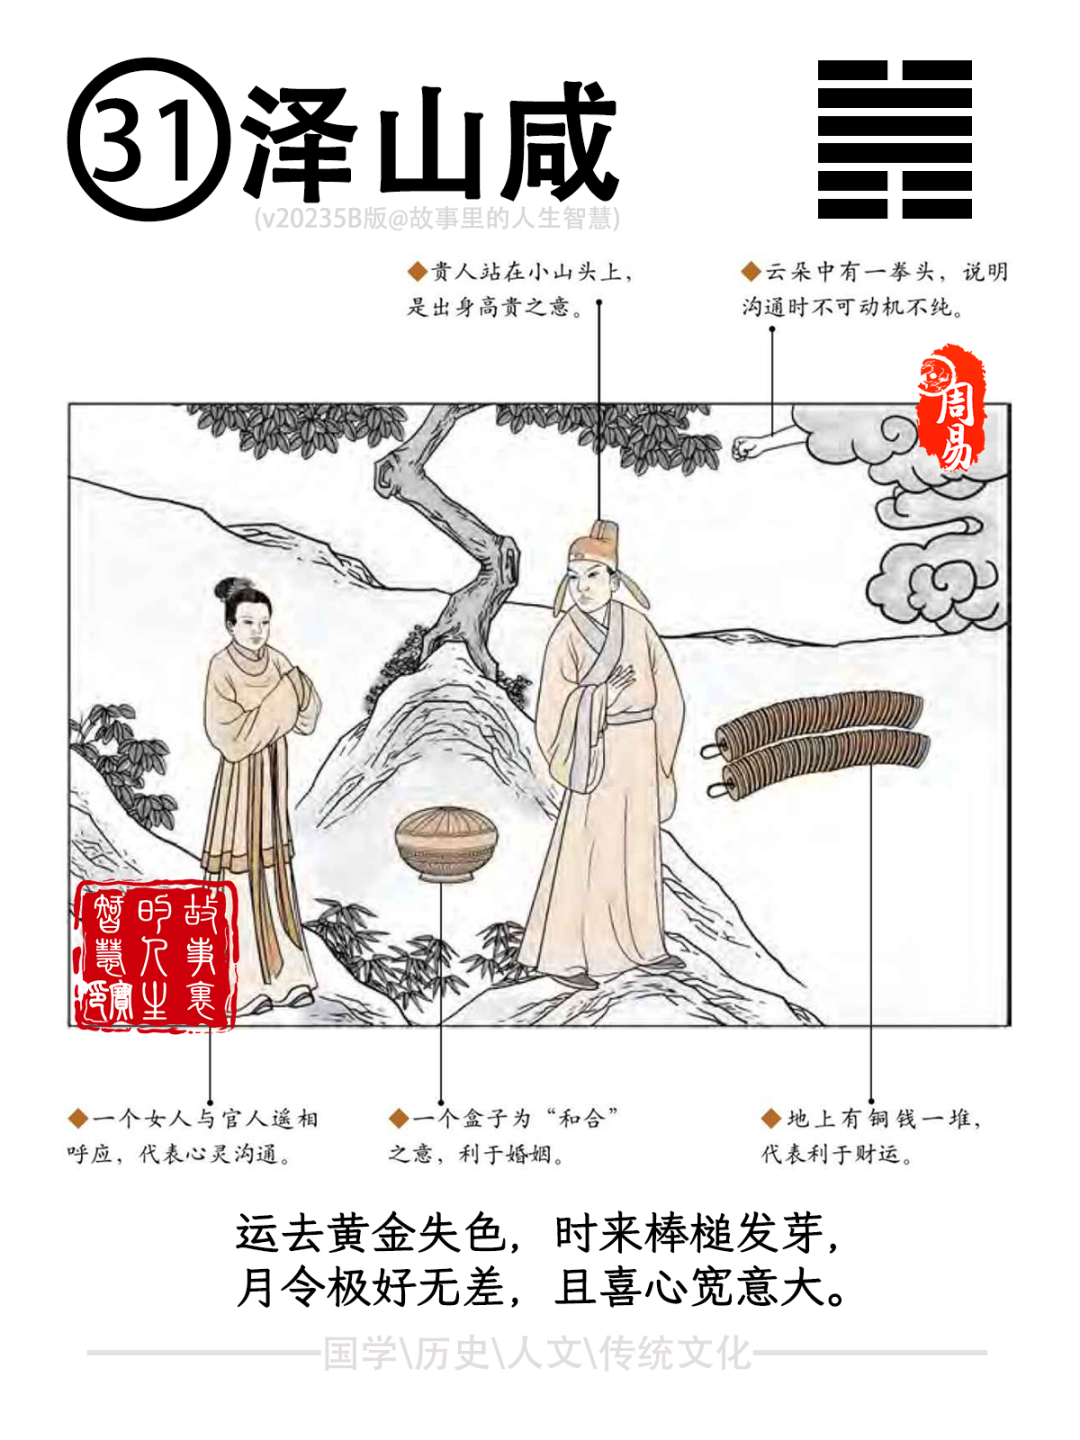 31 泽山咸
(v20235B版@故事里的人生智慧)
◆贵人站在小山头上，
是出身高贵之意。
◆云朵中有一拳头，说明
沟通时不可动机不纯。
周易
故事裏
的人生
智慧寶
◆一个女人与官人遥相
呼应，代表心灵沟通。
◆一个盒子为“和合”
之意，利于婚姻。
◆地上有铜钱一堆，
代表利于财运。
运去黄金失色，时来棒槌发芽，
月令极好无差，且喜心宽意大。
国学\历史\人文\传统文化